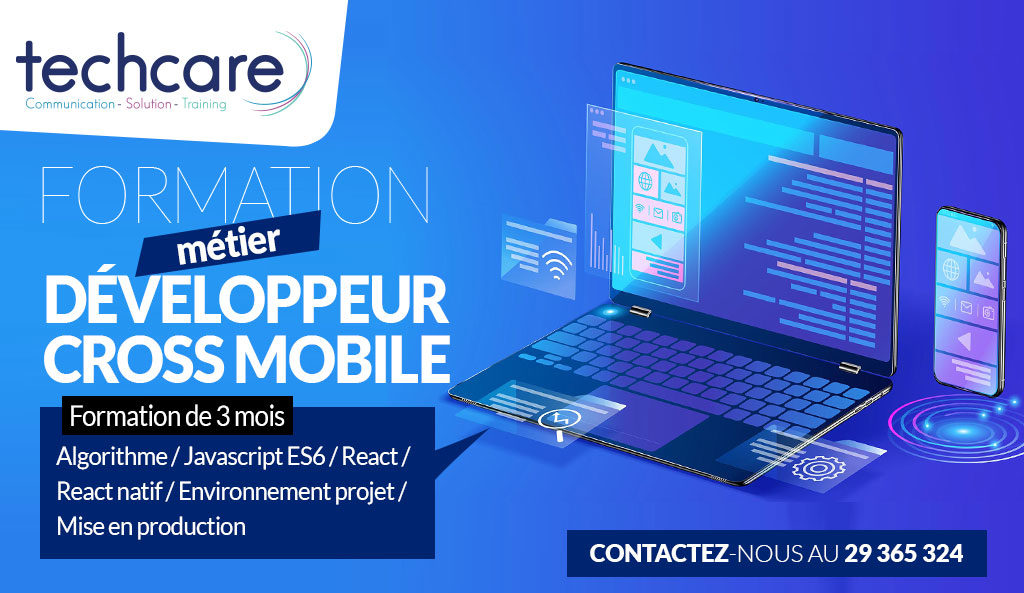 techcare
Communication - Solution - Training
FORMATION
métier
DÉVELOPPEUR
CROSS MOBILE
Formation de 3 mois
Algorithme / Javascript ES6 / React /
React natif / Environnement projet /
Mise en production
CONTACTEZ-NOUS AU 29 365 324